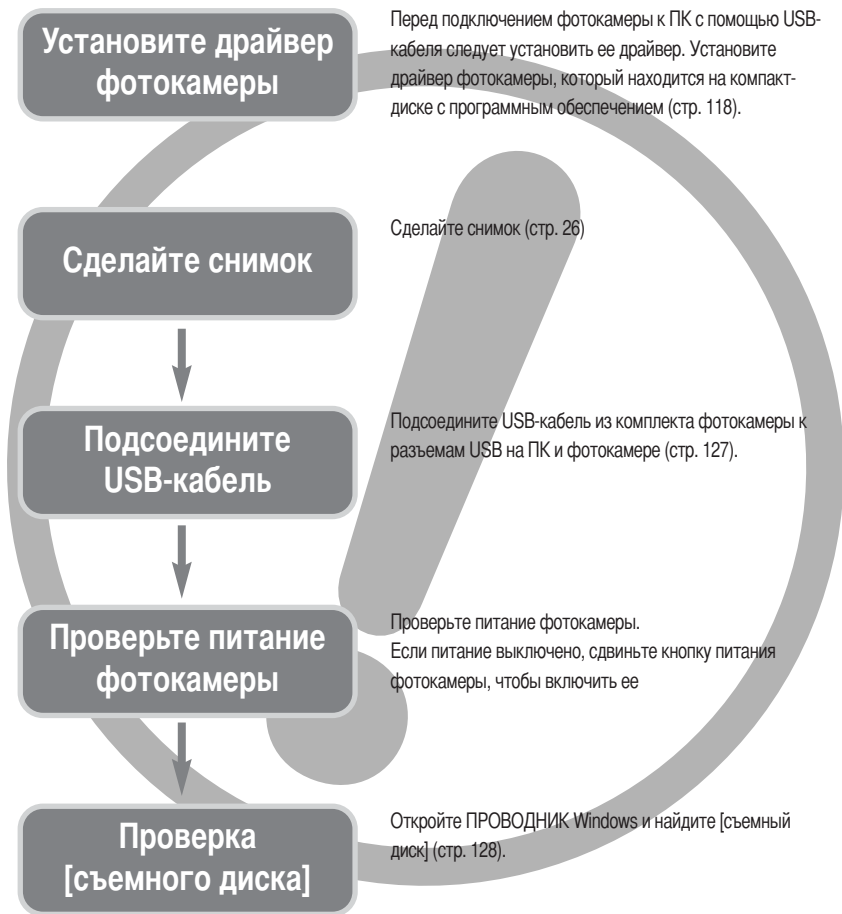 Установите драйвер
фотокамеры
Перед подключением фотокамеры к ПК с помощью USB-
кабеля следует установить ее драйвер. Установите
драйвер фотокамеры, который находится на компакт-
диске с программным обеспечением (стр. 118).
Сделайте снимок
Сделайте снимок (стр. 26)
Подсоедините
USB-кабель
Подсоедините USB-кабель из комплекта фотокамеры к
разъемам USB на ПК и фотокамере (стр. 127).
Проверьте питание
фотокамеры
Проверьте питание фотокамеры.
Если питание выключено, сдвиньте кнопку питания
фотокамеры, чтобы включить ее
Проверка
[съемного диска]
Откройте ПРОВОДНИК Windows и найдите [съемный
диск] (стр. 128).